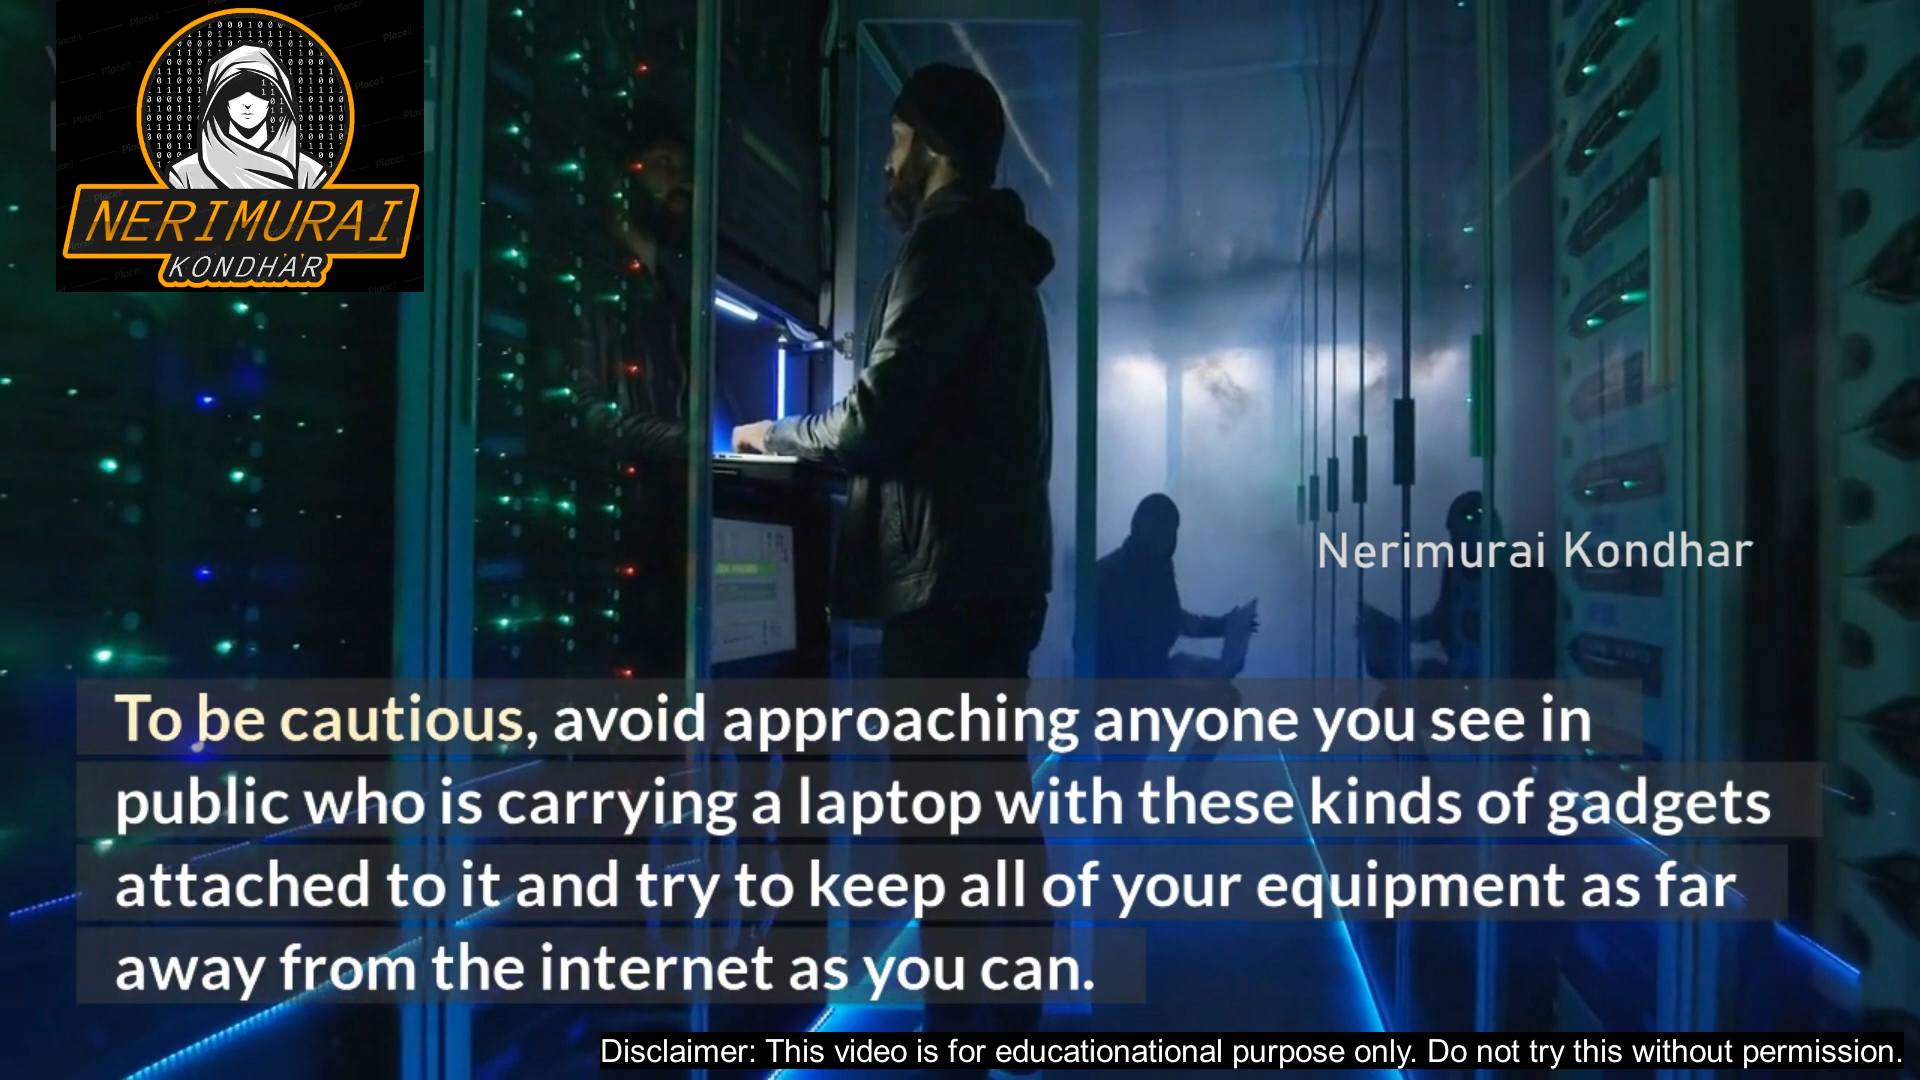 NERIMURAI
KONDHAR
Nerimurai Kondhar
To be cautious, avoid approaching anyone you see in
public who is carrying a laptop with these kinds of gadgets
attached to it and try to keep all of your equipment as far
away from the internet as you can.
Disclaimer: This video is for educationational purpose only. Do not try this without permission.